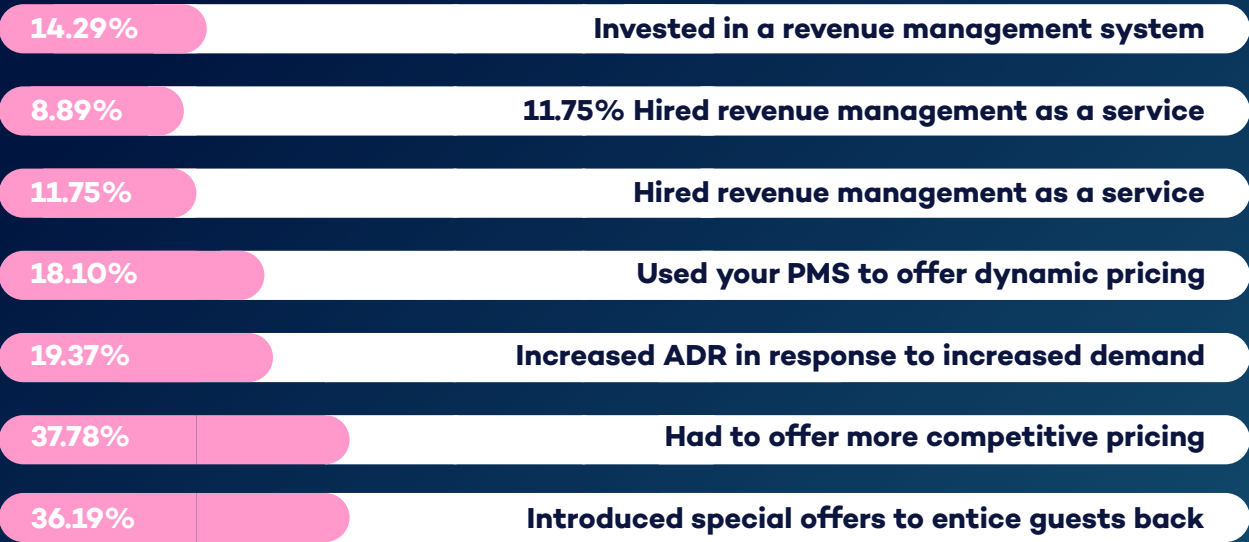 14.29% Invested in a revenue management system
8.89% 11.75% Hired revenue management as a service
11.75% Hired revenue management as a service
18.10% Used your PMS to offer dynamic pricing
19.37% Increased ADR in response to increased demand
37.78% Had to offer more competitive pricing
36.19% Introduced special offers to entice guests back